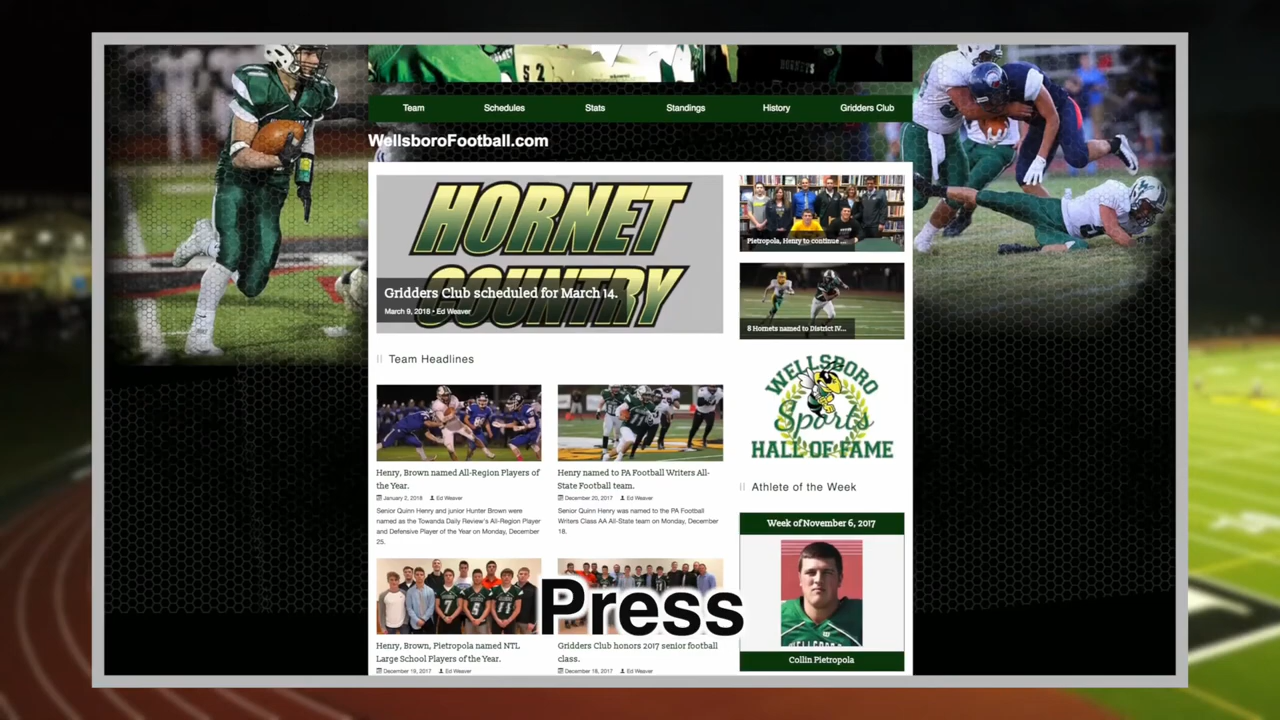 Team
Schedules
Stats
Standings
History
Gridders Club
WellsboroFootball.com
HORNET
COUNTRY
Gridders Club scheduled for March 14.
March 9, 2018 • Ed Weaver
Pietropola, Henry to continue ...
8 Hornets named to District IV...
WELLSBORO
Sports
HALL OF FAME
Team Headlines
Henry, Brown named All-Region Players of
the Year.
January 2, 2018 Ed Weaver
Senior Quinn Henry and junior Hunter Brown were
named as the Towanda Daily Review's All-Region Player
and Defensive Player of the Year on Monday, December
25.
Henry named to PA Football Writers All-
State Football team.
December 20, 2017 Ed Weaver
Senior Quinn Henry was named to the PA Football
Writers Class AA All-State team on Monday, December
18.
Athlete of the Week
Week of November 6, 2017
Collin Pietropola
Press
Henry, Brown, Pietropola named NTL
Large School Players of the Year.
December 19, 2017 Ed Weaver
Gridders Club honors 2017 senior football
class.
December 18, 2017 Ed Weaver